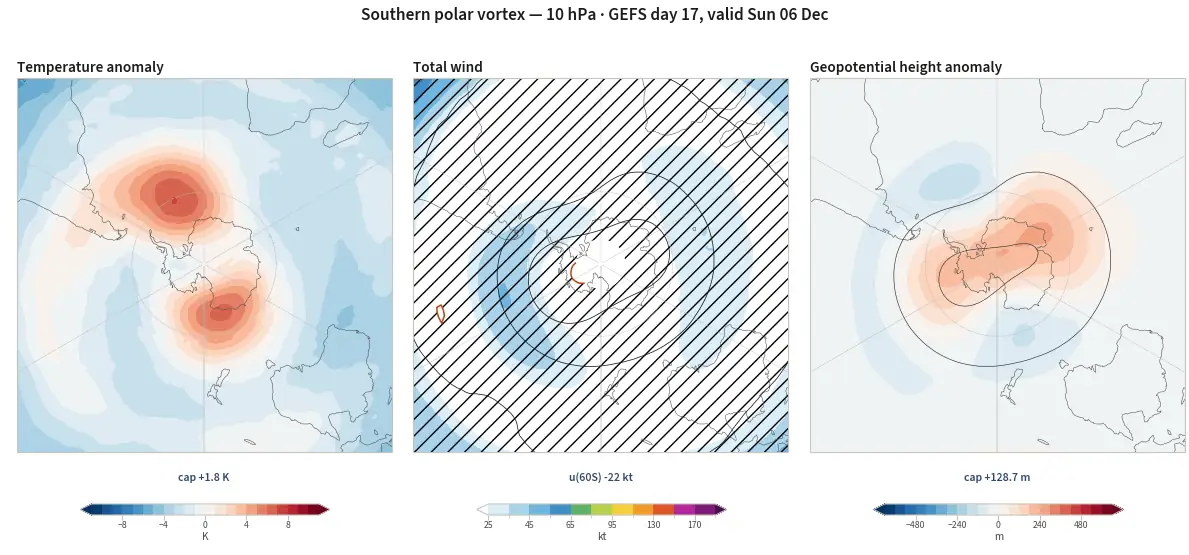 Southern polar vortex — 10 hPa · GEFS day 17, valid Sun 06 Dec
Temperature anomaly
Total wind
Geopotential height anomaly
cap +1.8 K
u(60S) -22 kt
cap +128.7 m
−8 −4 0 4 8
K
25 45 65 95 130 170
kt
−480 −240 0 240 480
m